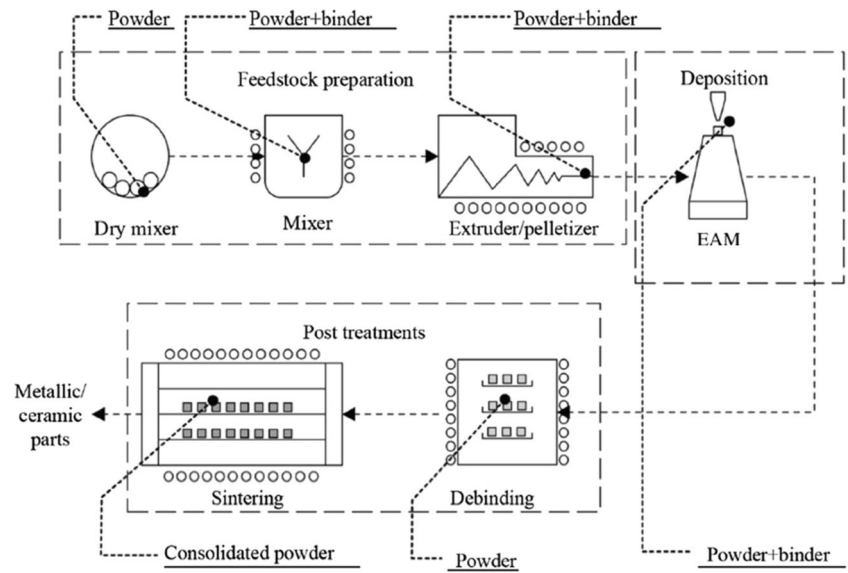 Powder
Powder+binder
Powder+binder
Feedstock preparation
Deposition
Dry mixer
Mixer
Extruder/pelletizer
EAM
Post treatments
Metallic/
ceramic
parts
Sintering
Debinding
Consolidated powder
Powder
Powder+binder